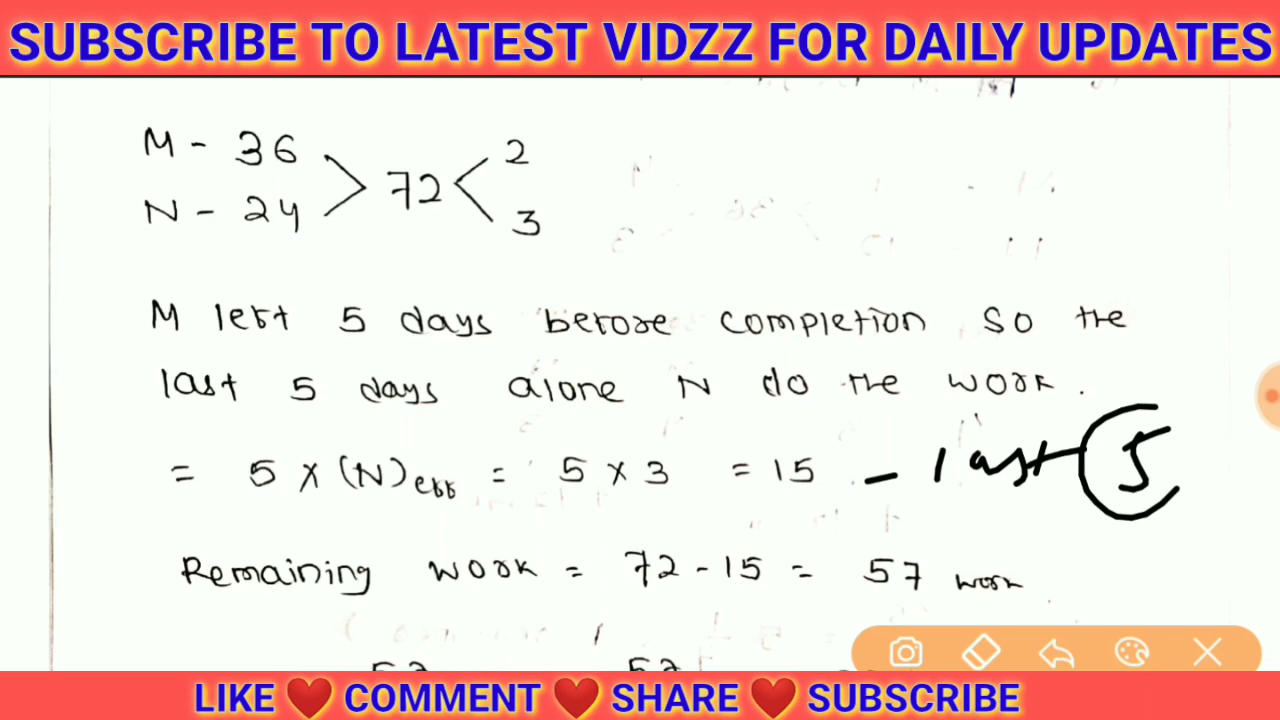 SUBSCRIBE TO LATEST VIDZZ FOR DAILY UPDATES
M - 36
N - 24
> 72 <
2
3
M left 5 days before completion so the
last 5 days alone N do the work.
= 5 x (N)eff = 5 x 3 = 15 - last 5
Remaining work = 72 - 15 = 57 work
LIKE ❤ COMMENT ❤ SHARE ❤ SUBSCRIBE